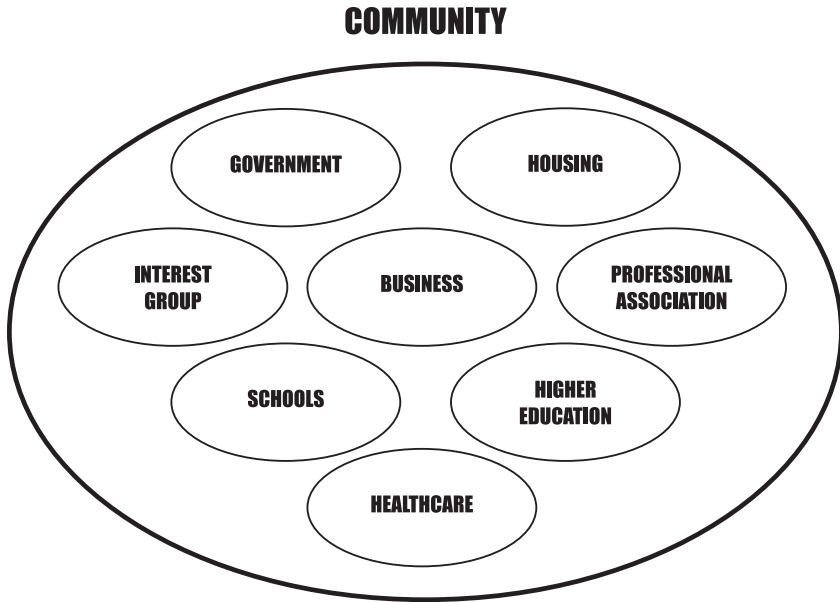 COMMUNITY
GOVERNMENT
HOUSING
INTEREST
GROUP
BUSINESS
PROFESSIONAL
ASSOCIATION
SCHOOLS
HIGHER
EDUCATION
HEALTHCARE